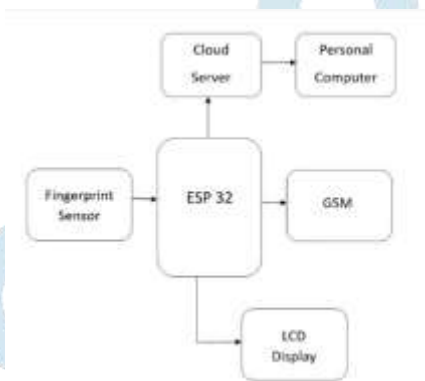 Cloud
Server
Personal
Computer
Fingerprint
Sensor
ESP 32
GSM
LCD
Display